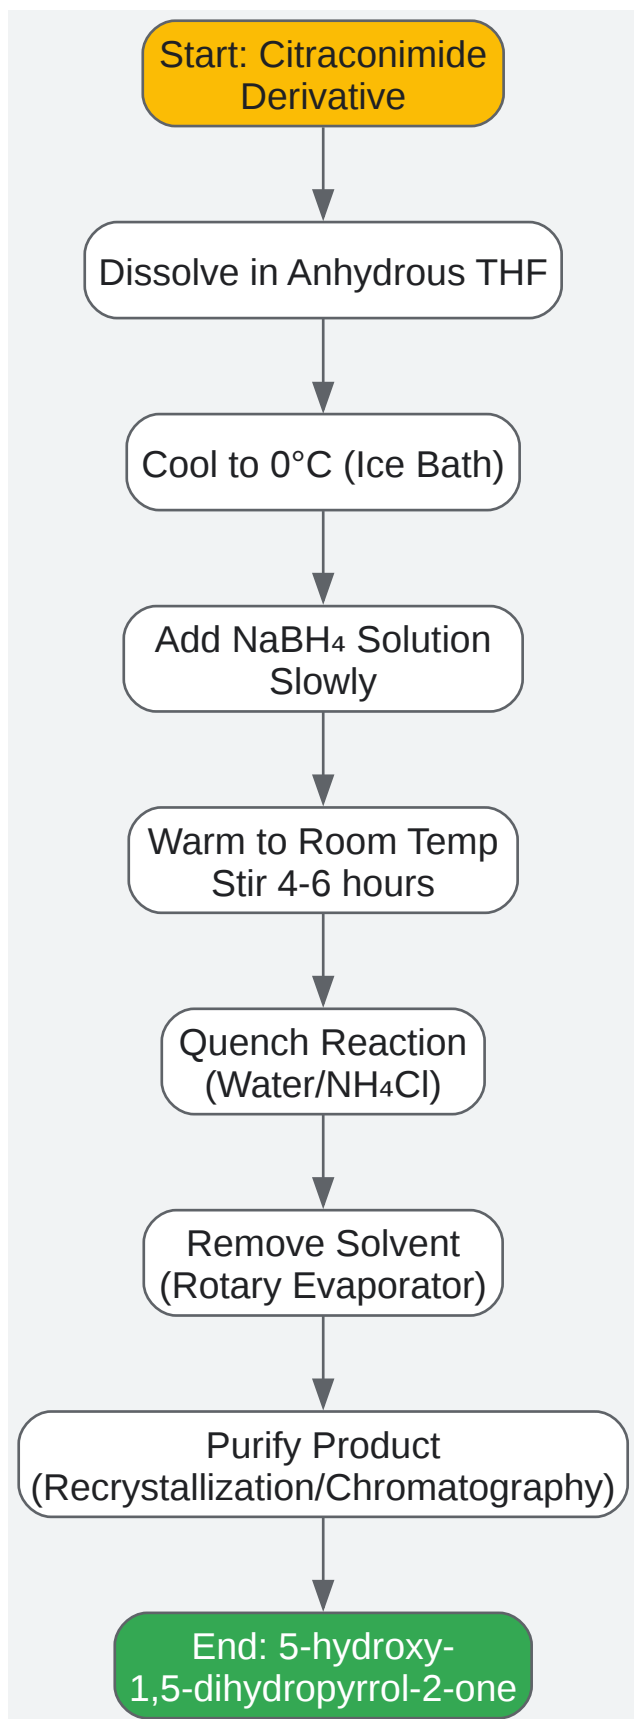 Start: Citraconimide
Derivative
Dissolve in Anhydrous THF
Cool to 0°C (Ice Bath)
Add NaBH₄ Solution
Slowly
Warm to Room Temp
Stir 4-6 hours
Quench Reaction
(Water/NH₄Cl)
Remove Solvent
(Rotary Evaporator)
Purify Product
(Recrystallization/Chromatography)
End: 5-hydroxy-
1,5-dihydropyrrol-2-one